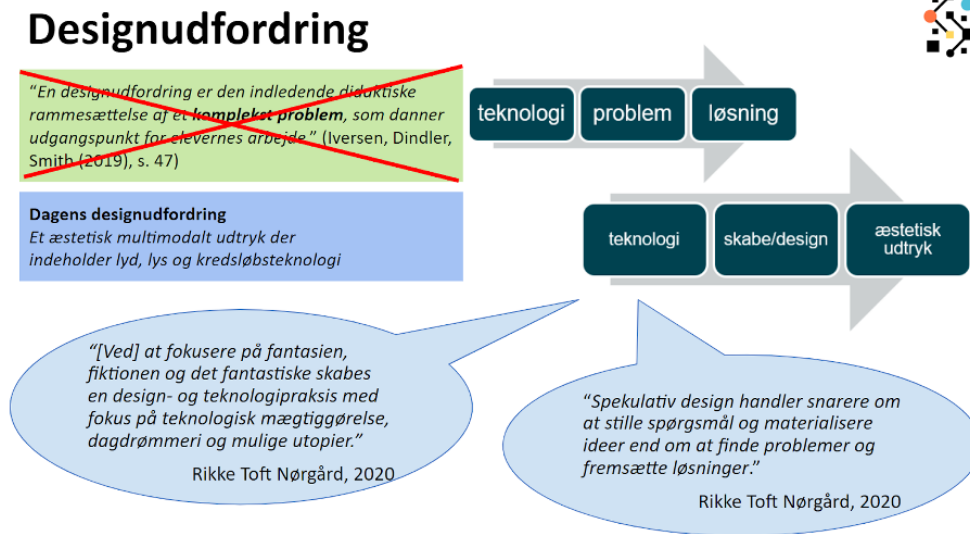 Designudfordring
“En designudfordring er den indledende didaktiske
rammesættelse af et komplekst problem, som danner
udgangspunkt for elevernes arbejde.” (Iversen, Dindler,
Smith (2019), s. 47)
teknologi
problem
løsning
Dagens designudfordring
Et æstetisk multimodalt udtryk der
indeholder lyd, lys og kredsløbsteknologi
teknologi
skabe/design
æstetisk
udtryk
“[Ved] at fokusere på fantasien,
fiktionen og det fantastiske skabes
en design- og teknologipraksis med
fokus på teknologisk mægtiggørelse,
dagdrømmeri og mulige utopier.”
Rikke Toft Nørgård, 2020
“Spekulativ design handler snarere om
at stille spørgsmål og materialisere
ideer end om at finde problemer og
fremsætte løsninger.”
Rikke Toft Nørgård, 2020